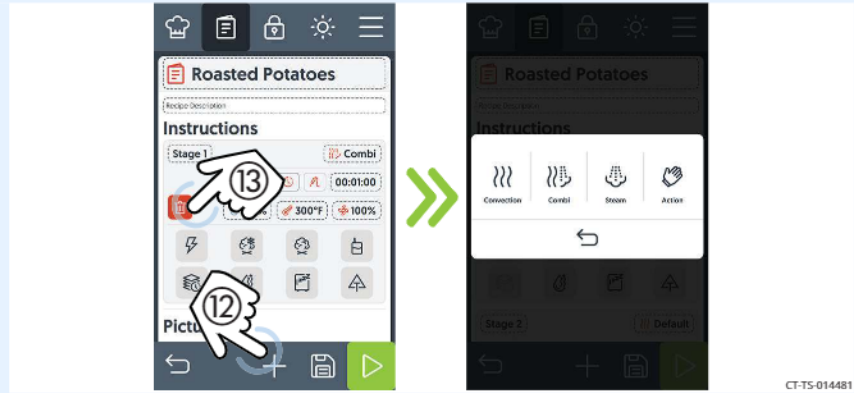 Roasted Potatoes
Recipe Description
Instructions
Stage 1
Combi
13
00:01:00
300°F
100%
12
Roasted Potatoes
Recipe Description
Instructions
Convection
Combi
Steam
Action
Stage 2
Default
CT-TS-014481